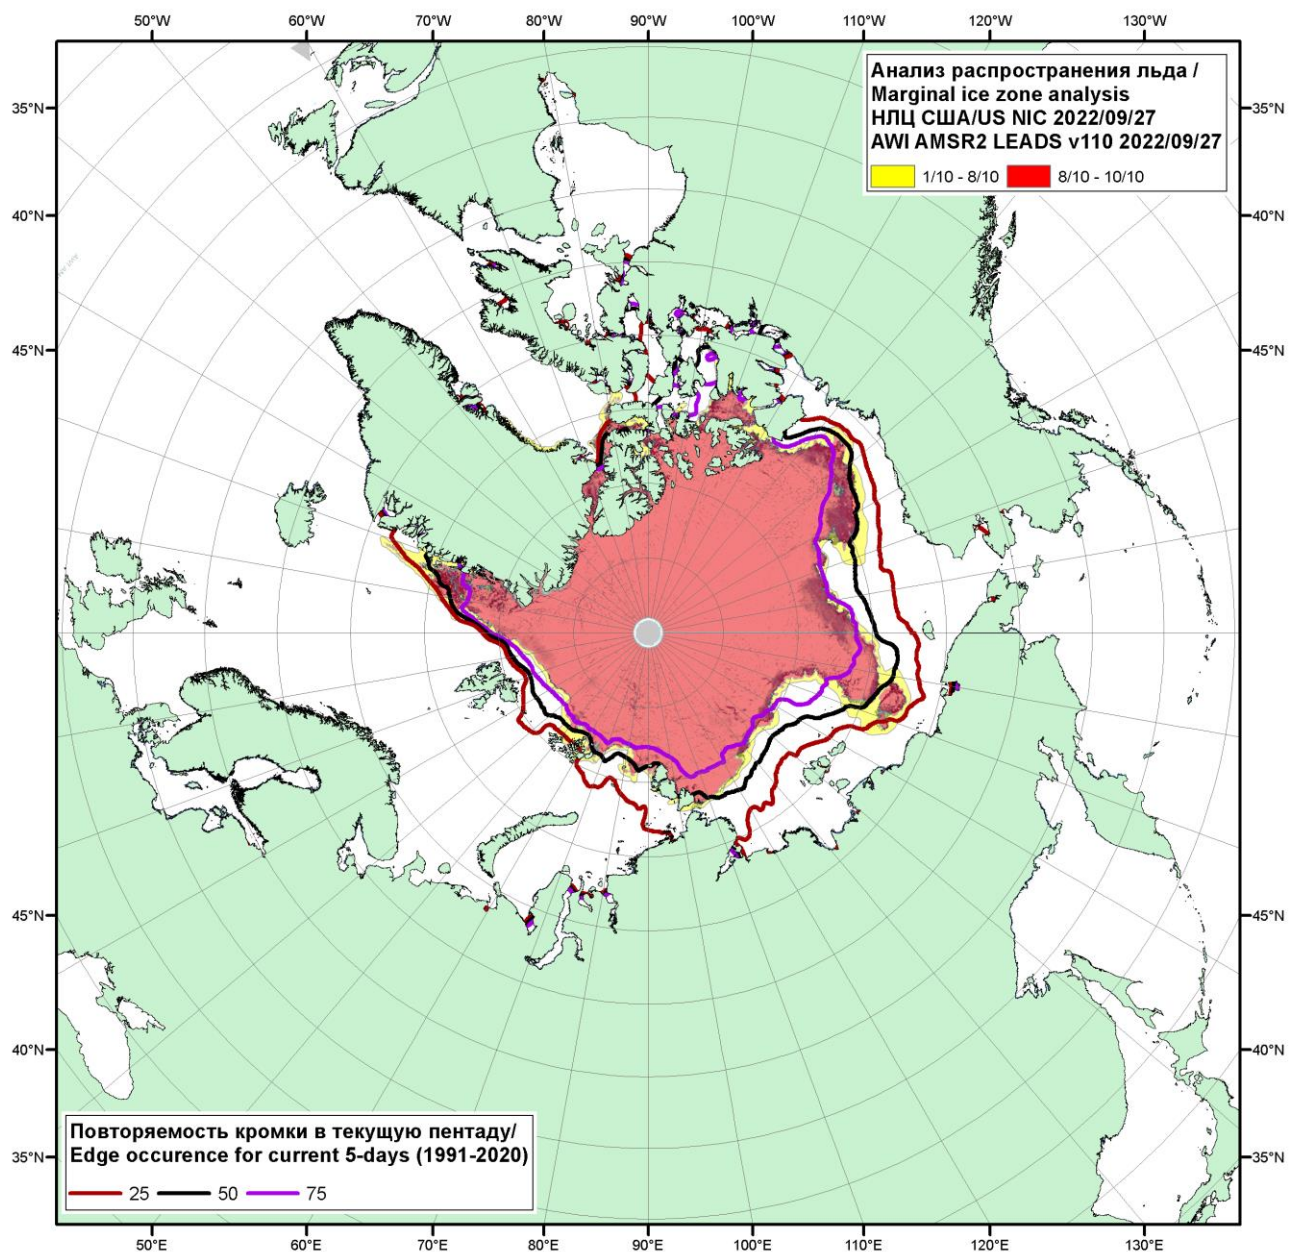 50°W 60°W 70°W 80°W 90°W 100°W 110°W 120°W 130°W
Анализ распространения льда /
Marginal ice zone analysis
НЛЦ США/US NIC 2022/09/27
AWI AMSR2 LEADS v110 2022/09/27
1/10 - 8/10 8/10 - 10/10
35°N 35°N
40°N 40°N
45°N 45°N
45°N 45°N
40°N 40°N
35°N 35°N
Повторяемость кромки в текущую пентаду/
Edge occurence for current 5-days (1991-2020)
25 50 75
50°E 60°E 70°E 80°E 90°E 100°E 110°E 120°E 130°E